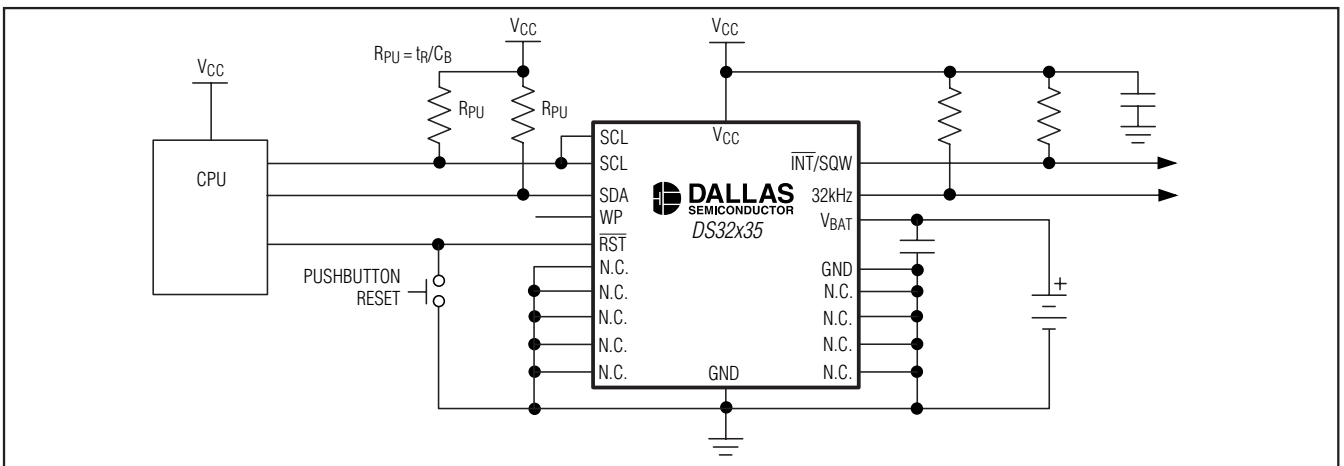 VCC
VCC
RPU = tR/CB
VCC
RPU
RPU
CPU
SCL
SCL
SDA
WP
RST
N.C.
N.C.
N.C.
N.C.
N.C.
VCC
DALLAS
SEMICONDUCTOR
DS32x35
GND
INT/SQW
32kHz
VBAT
GND
N.C.
N.C.
N.C.
N.C.
+
PUSHBUTTON
RESET